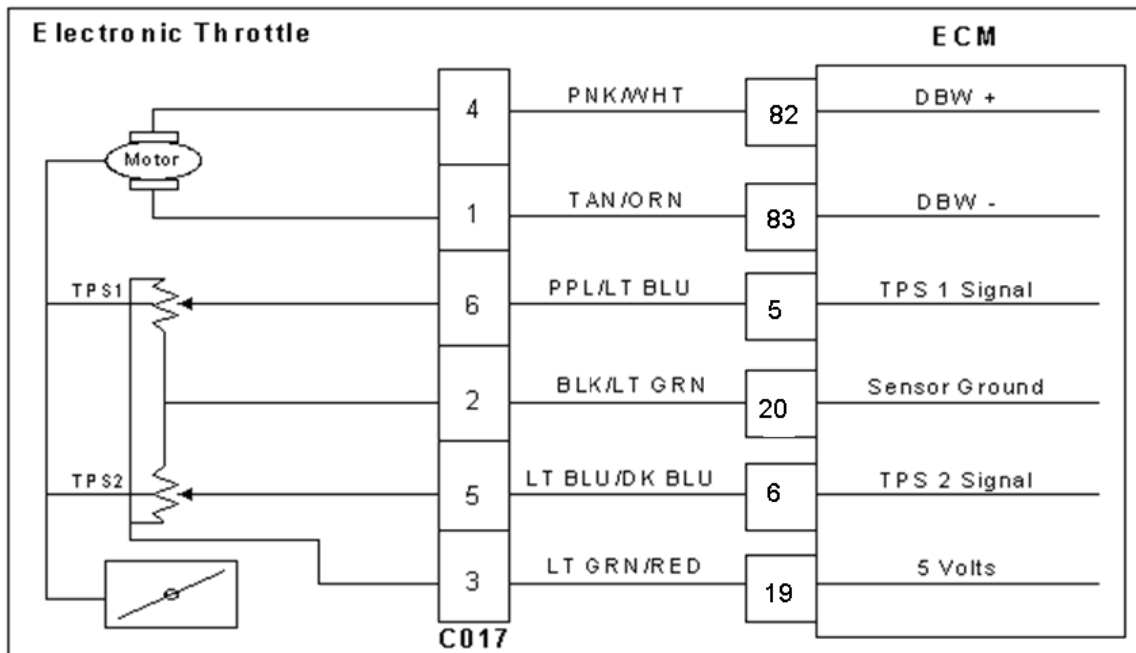 Electronic Throttle
ECM
4 PNK/WHT 82 DBW +
Motor
1 TAN/ORN 83 DBW -
TPS1 6 PPL/LT BLU 5 TPS 1 Signal
2 BLK/LT GRN 20 Sensor Ground
TPS2 5 LT BLU/DK BLU 6 TPS 2 Signal
3 LT GRN/RED 19 5 Volts
C017